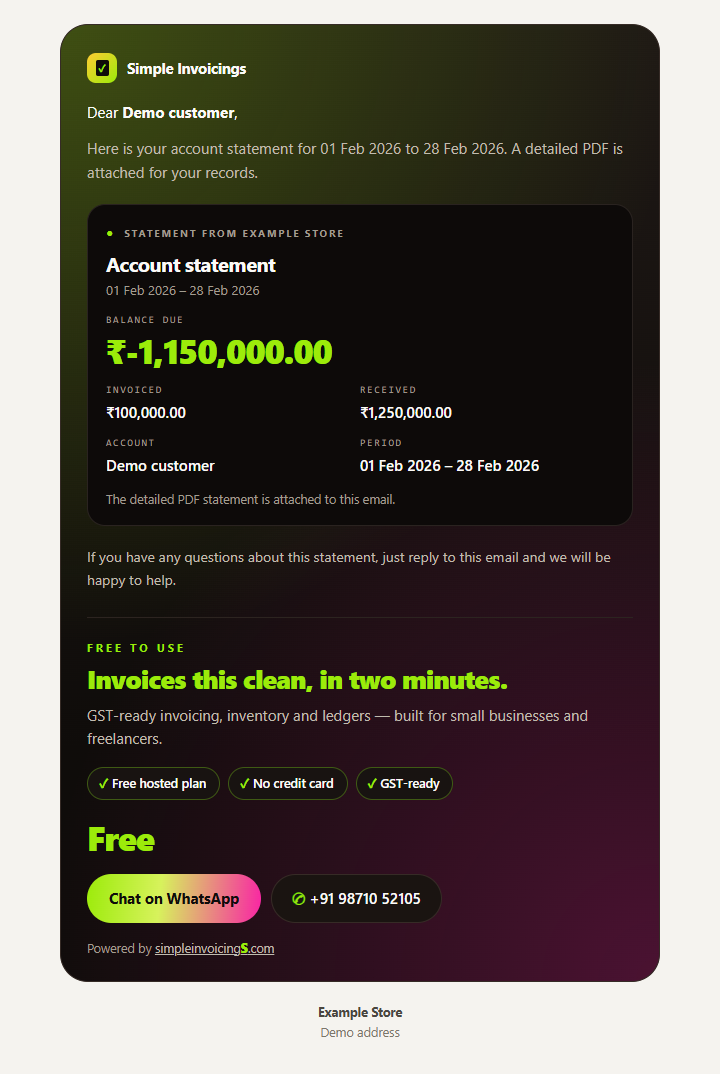 Simple Invoicings
Dear Demo customer,
Here is your account statement for 01 Feb 2026 to 28 Feb 2026. A detailed PDF is
attached for your records.
STATEMENT FROM EXAMPLE STORE
Account statement
01 Feb 2026 – 28 Feb 2026
BALANCE DUE
₹-1,150,000.00
INVOICED
RECEIVED
₹100,000.00
₹1,250,000.00
ACCOUNT
PERIOD
Demo customer
01 Feb 2026 – 28 Feb 2026
The detailed PDF statement is attached to this email.
If you have any questions about this statement, just reply to this email and we will be
happy to help.
FREE TO USE
Invoices this clean, in two minutes.
GST-ready invoicing, inventory and ledgers — built for small businesses and
freelancers.
✓ Free hosted plan
✓ No credit card
✓ GST-ready
Free
Chat on WhatsApp
✆ +91 98710 52105
Powered by simpleinvoicingS.com
Example Store
Demo address